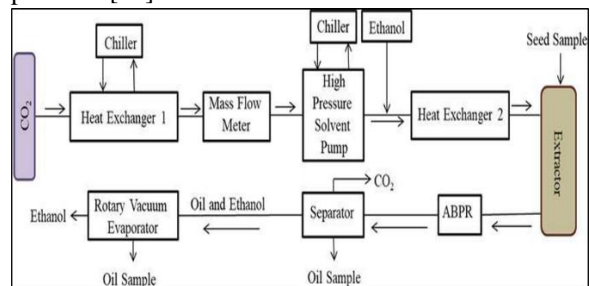 Chiller
Chiller
Ethanol
Seed Sample
CO2
Heat Exchanger 1
Mass Flow
Meter
High
Pressure
Solvent
Pump
Heat Exchanger 2
Extractor
Ethanol
Rotary Vacuum
Evaporator
Oil and Ethanol
Separator
CO2
ABPR
Oil Sample
Oil Sample